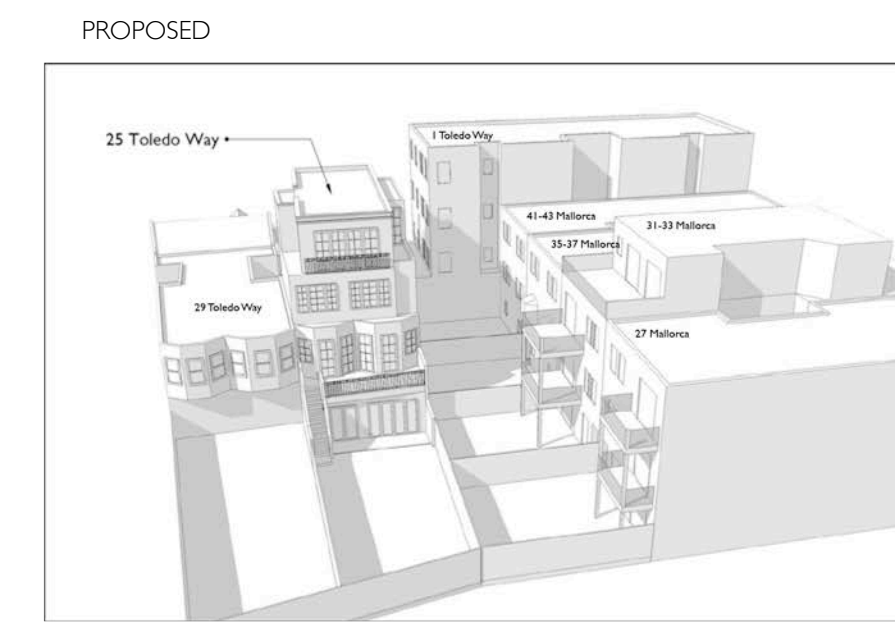 PROPOSED
25 Toledo Way
1 Toledo Way
41-43 Mallorca
31-33 Mallorca
35-37 Mallorca
29 Toledo Way
27 Mallorca